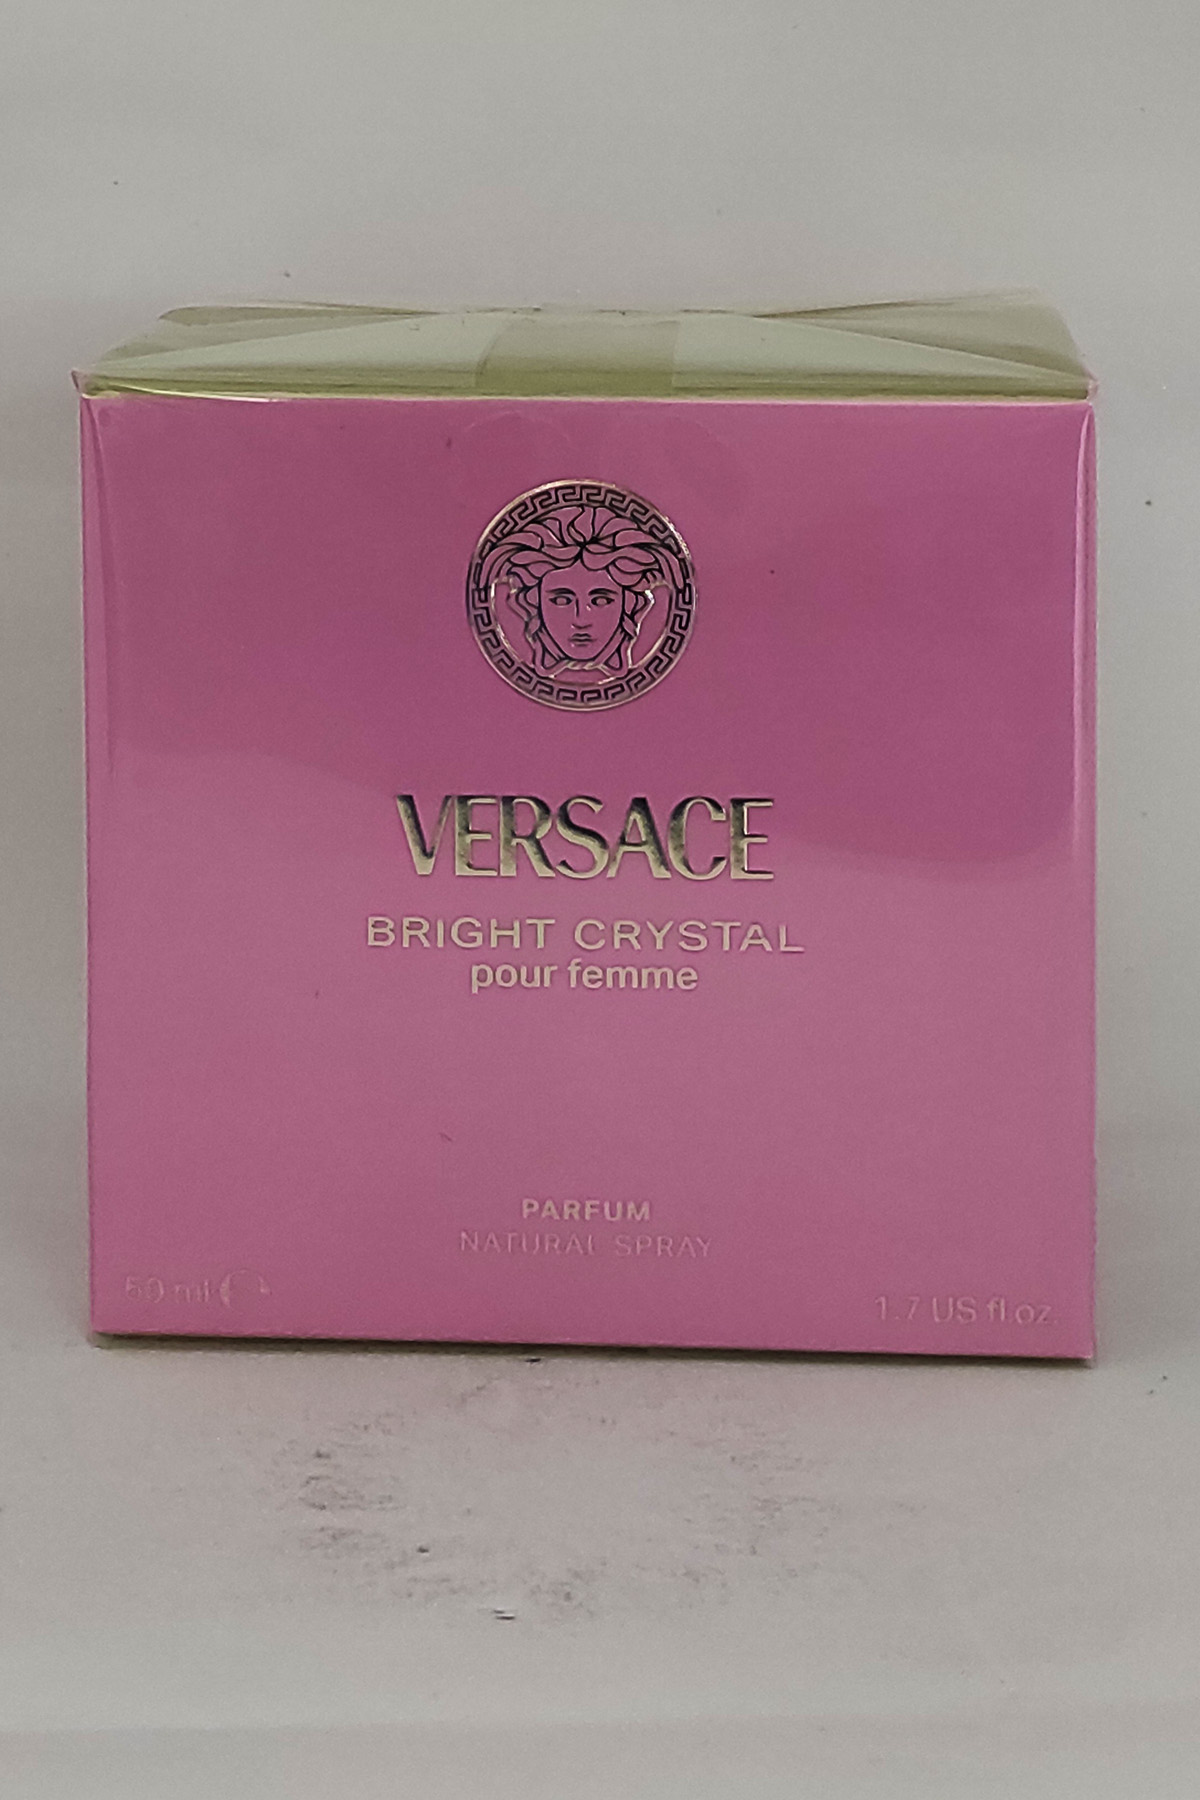 VERSACE
BRIGHT CRYSTAL
pour femme
PARFUM
NATURAL SPRAY
50 ml e
1.7 US fl.oz.